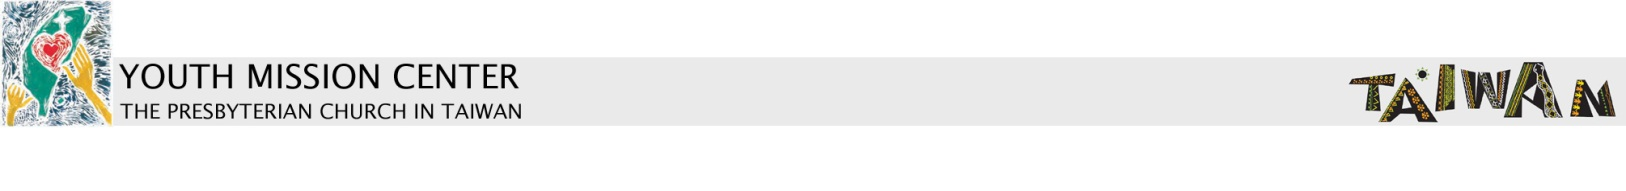 YOUTH MISSION CENTER
THE PRESBYTERIAN CHURCH IN TAIWAN
TAIWAN